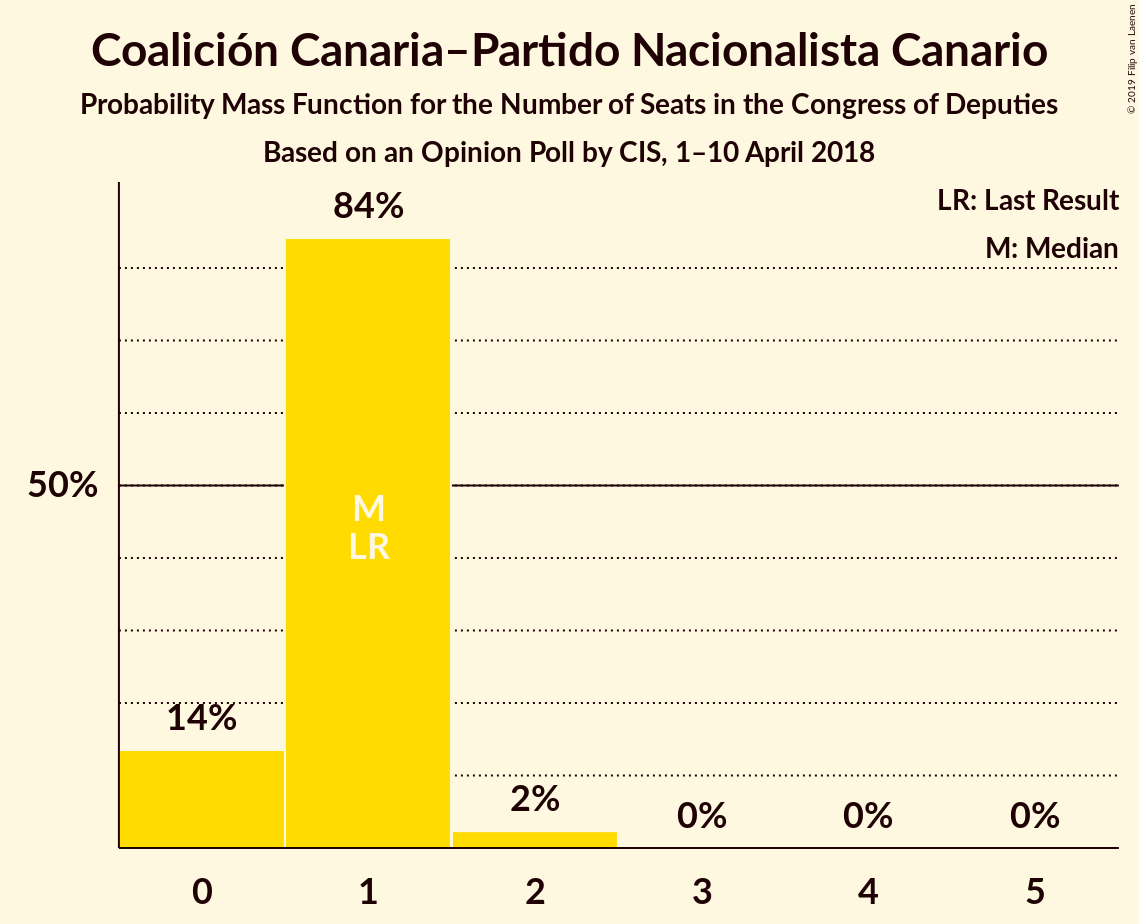 Coalición Canaria–Partido Nacionalista Canario
Probability Mass Function for the Number of Seats in the Congress of Deputies
Based on an Opinion Poll by CIS, 1–10 April 2018
© 2019 Filip van Laenen
LR: Last Result
M: Median
84%
50%
M
LR
14%
2%
0%
0%
0%
0
1
2
3
4
5